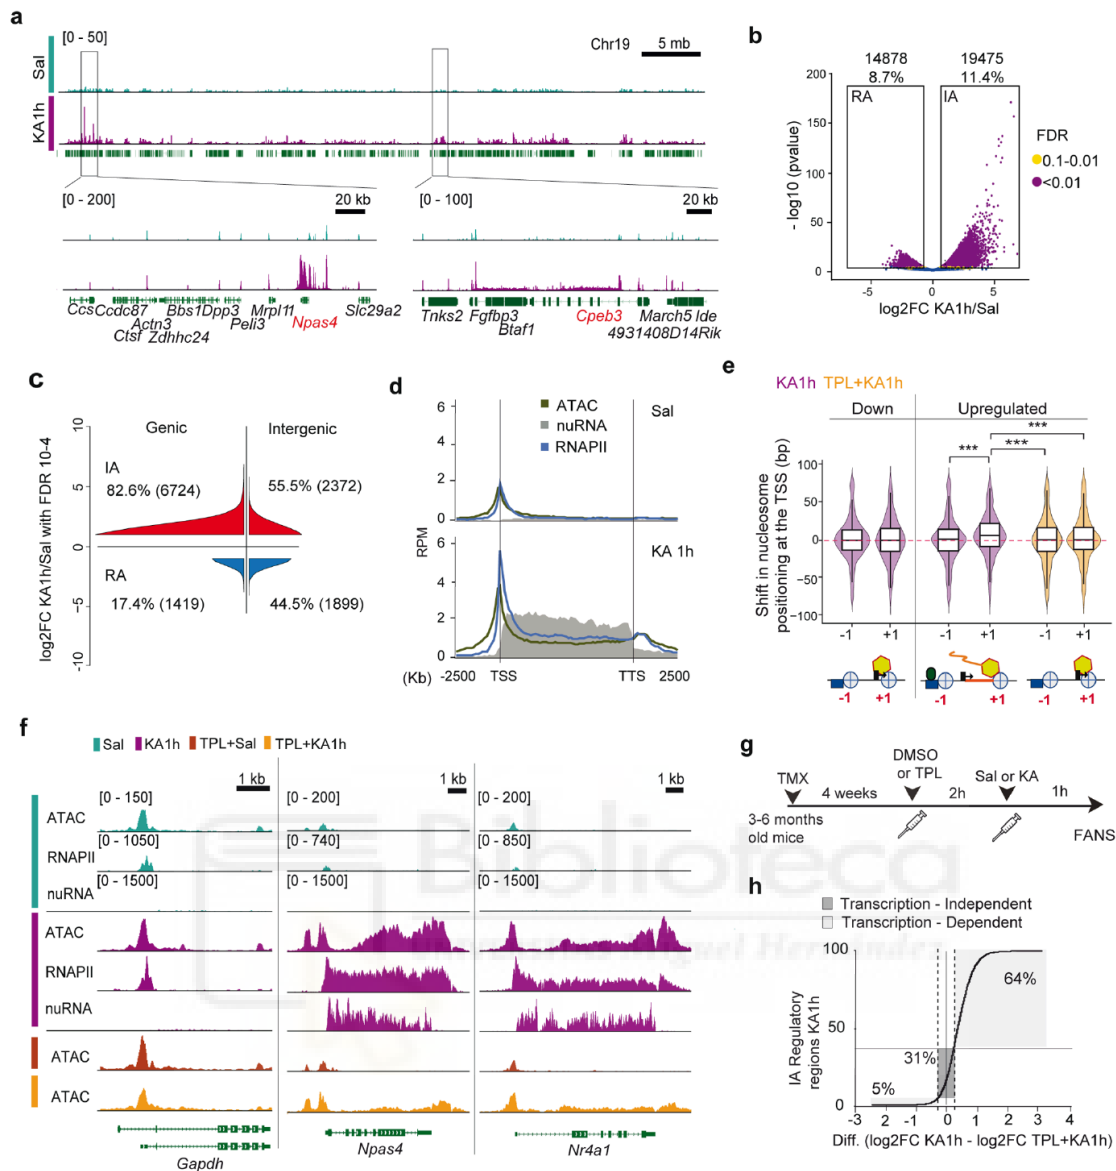 a
[0 - 50]
Chr19
5 mb
Sal
KA1h
[0 - 200]
20 kb
[0 - 100]
20 kb
Ccs
Ccdc87
Bbs1
Dpp3
Mrpl11
Slc29a2
Actn3
Peli3
Npas4
Ctsf
Zdhhc24
Tnks2
Fgfbp3
Cpeb3
March5
Ide
Btaf1
4931408D14Rik
b
14878
8.7%
19475
11.4%
RA
IA
200
150
100
50
0
- log10 (pvalue)
-5
0
5
log2FC KA1h/Sal
FDR
0.1-0.01
<0.01
c
Genic
Intergenic
IA
82.6% (6724)
55.5% (2372)
RA
17.4% (1419)
44.5% (1899)
10
5
0
-5
-10
log2FC KA1h/Sal with FDR 10-4
d
ATAC
nuRNA
RNAPII
Sal
6
4
2
0
RPM
KA 1h
6
4
2
0
(Kb)
-2500
TSS
TTS
2500
e
KA1h TPL+KA1h
Down
Upregulated
***
***
***
100
50
0
-50
-100
Shift in nucleosome
positioning at the TSS (bp)
-1
+1
-1
+1
-1
+1
-1
+1
-1
+1
-1
+1
f
Sal
KA1h
TPL+Sal
TPL+KA1h
1 kb
1 kb
1 kb
[0 - 150]
[0 - 200]
[0 - 200]
ATAC
[0 - 1050]
[0 - 740]
[0 - 850]
RNAPII
[0 - 1500]
[0 - 1500]
[0 - 1500]
nuRNA
ATAC
RNAPII
nuRNA
ATAC
ATAC
Gapdh
Npas4
Nr4a1
Biblioteca
g
TMX
4 weeks
DMSO
or TPL
2h
Sal or KA
1h
3-6 months
old mice
FANS
h
Transcription - Independent
Transcription - Dependent
100
50
0
IA Regulatory
regions KA1h
64%
31%
5%
-3
-2
-1
0
1
2
3
4
Diff. (log2FC KA1h - log2FC TPL+KA1h)